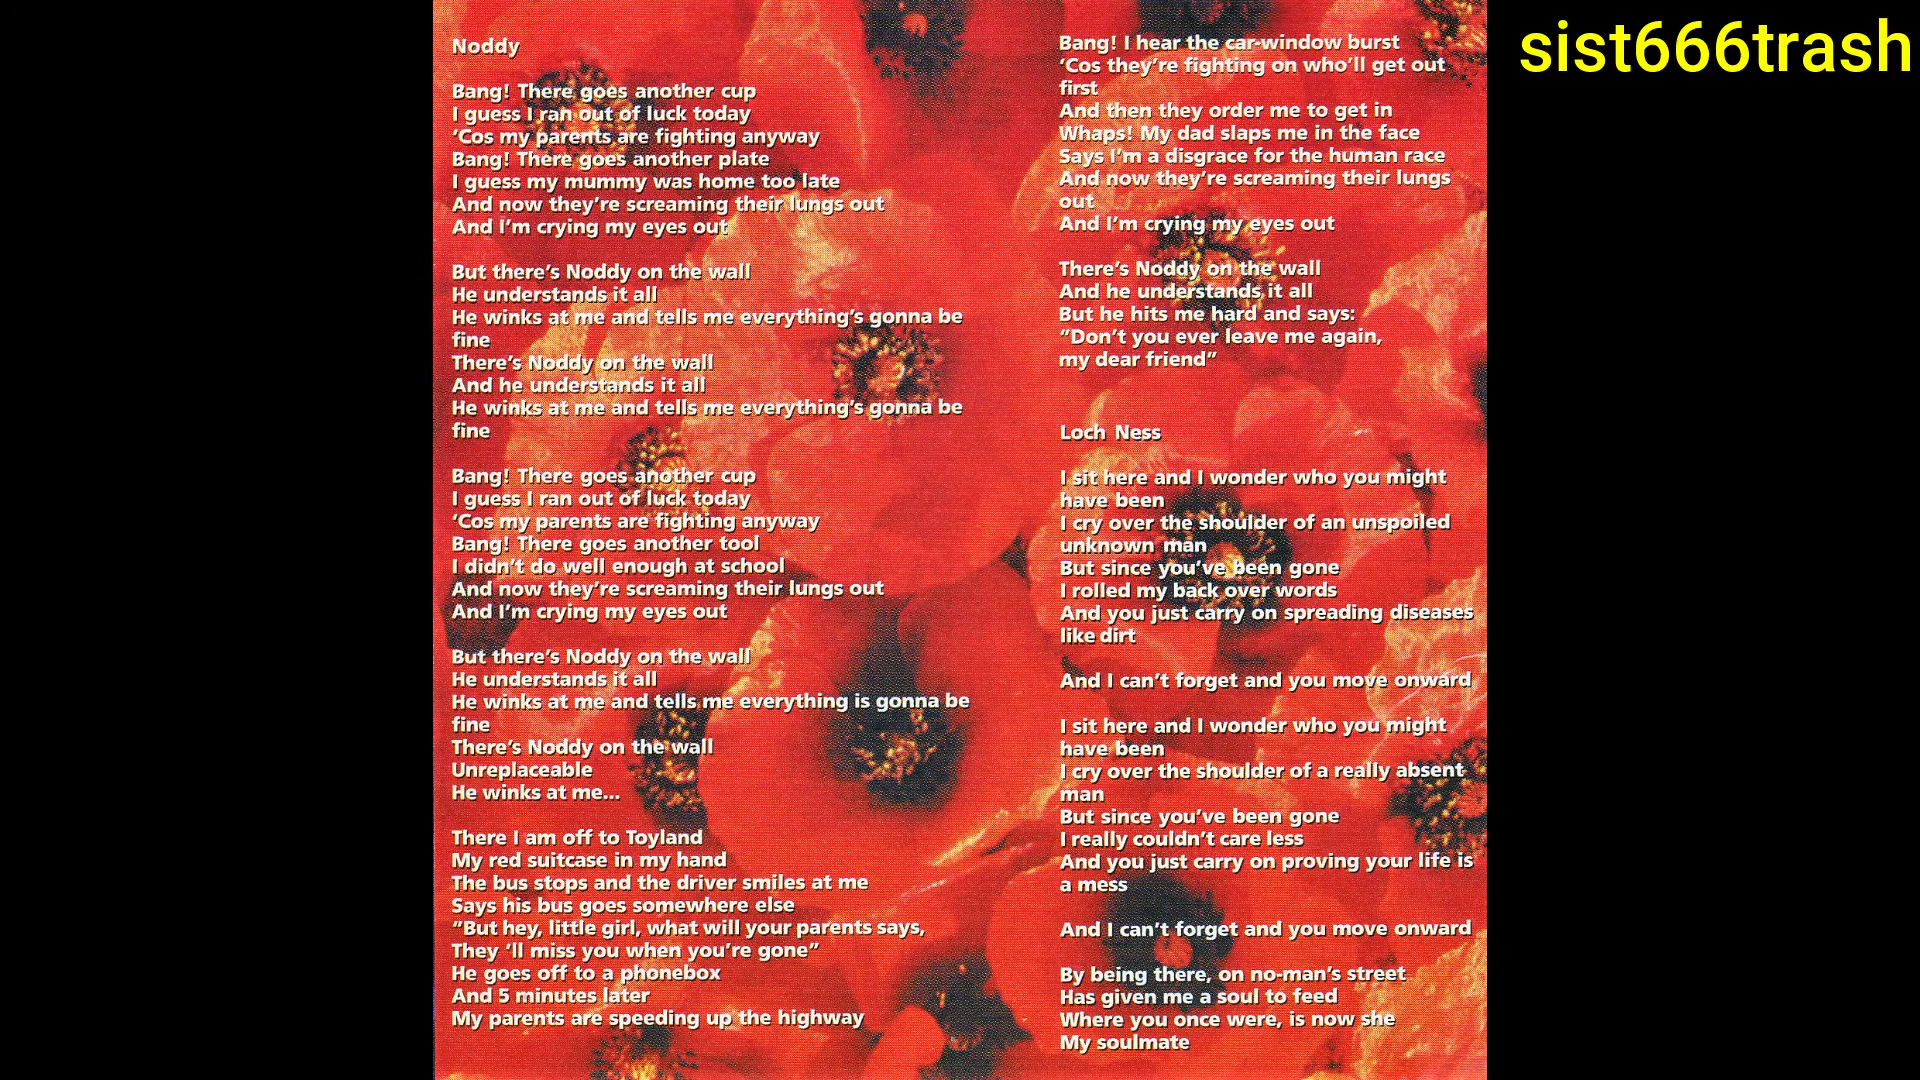 Noddy
Bang! There goes another cup
I guess I ran out of luck today
‘Cos my parents are fighting anyway
Bang! There goes another plate
I guess my mummy was home too late
And now they’re screaming their lungs out
And I’m crying my eyes out
But there’s Noddy on the wall
He understands it all
He winks at me and tells me everything’s gonna be
fine
There’s Noddy on the wall
And he understands it all
He winks at me and tells me everything’s gonna be
fine
Bang! There goes another cup
I guess I ran out of luck today
‘Cos my parents are fighting anyway
Bang! There goes another tool
I didn’t do well enough at school
And now they’re screaming their lungs out
And I’m crying my eyes out
But there’s Noddy on the wall
He understands it all
He winks at me and tells me everything is gonna be
fine
There’s Noddy on the wall
Unreplaceable
He winks at me...
There I am off to Toyland
My red suitcase in my hand
The bus stops and the driver smiles at me
Says his bus goes somewhere else
”But hey, little girl, what will your parents says,
They ‘ll miss you when you’re gone”
He goes off to a phonebox
And 5 minutes later
My parents are speeding up the highway
Bang! I hear the car-window burst
‘Cos they’re fighting on who’ll get out
first
And then they order me to get in
Whaps! My dad slaps me in the face
Says I’m a disgrace for the human race
And now they’re screaming their lungs
out
And I’m crying my eyes out
There’s Noddy on the wall
And he understands it all
But he hits me hard and says:
”Don’t you ever leave me again,
my dear friend”
Loch Ness
I sit here and I wonder who you might
have been
I cry over the shoulder of an unspoiled
unknown man
But since you’ve been gone
I rolled my back over words
And you just carry on spreading diseases
like dirt
And I can’t forget and you move onward
I sit here and I wonder who you might
have been
I cry over the shoulder of a really absent
man
But since you’ve been gone
I really couldn’t care less
And you just carry on proving your life is
a mess
And I can’t forget and you move onward
By being there, on no-man’s street
Has given me a soul to feed
Where you once were, is now she
My soulmate
sist666trash